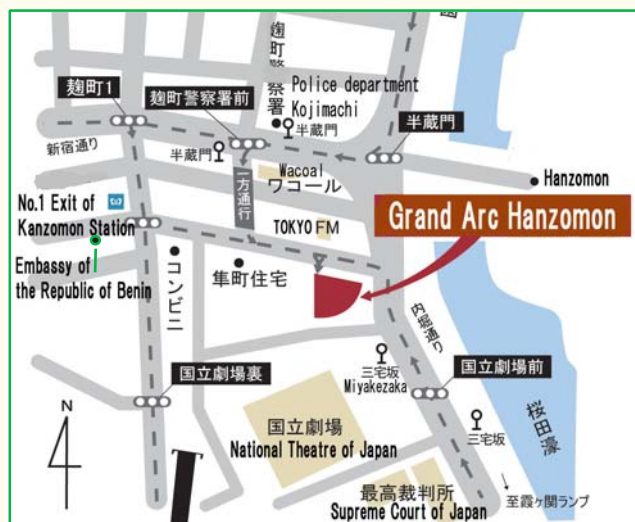 麹町警察署
Police department
Kojimachi
麹町1
麹町警察署前
半蔵門
半蔵門
新宿通り
半蔵門
Wacoal
ワコール
Hanzomon
一方通行
No.1 Exit of
Kanzomon Station
TOKYO FM
Grand Arc Hanzomon
Embassy of
the Republic of Benin
コンビニ
隼町住宅
内堀通り
国立劇場裏
三宅坂
Miyakezaka
国立劇場前
N
国立劇場
National Theatre of Japan
三宅坂
桜田濠
最高裁判所
Supreme Court of Japan
至霞ヶ関ランプ